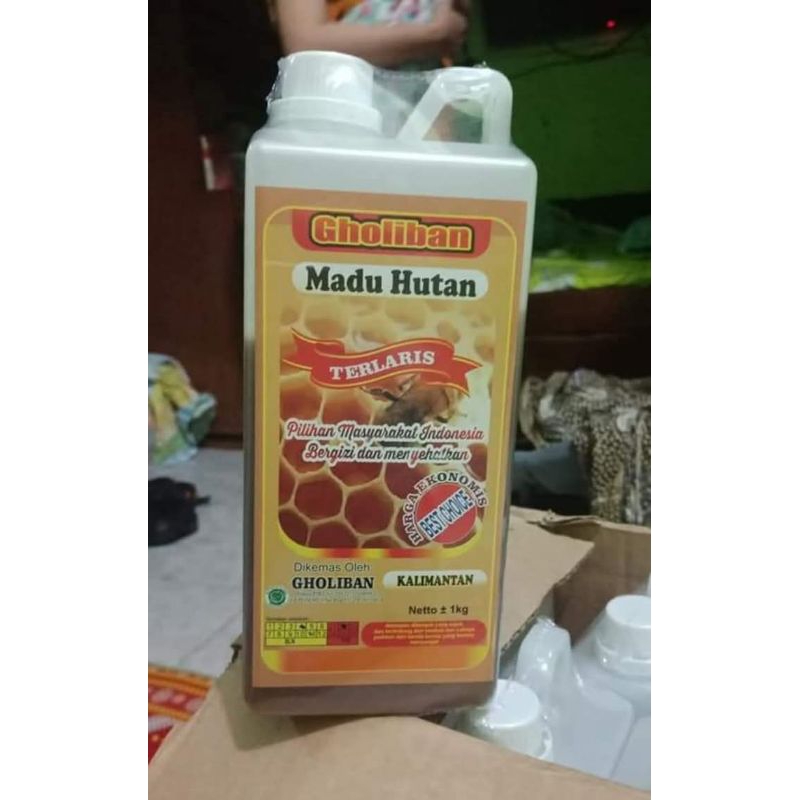 Gholiban
Madu Hutan
TERLARIS
Pilihan Masyarakat Indonesia
Bergizi dan menyehatkan
HARGA EKONOMIS
BEST CHOICE
Dikemas Oleh
GHOLIBAN
KALIMANTAN
Netto ± 1kg